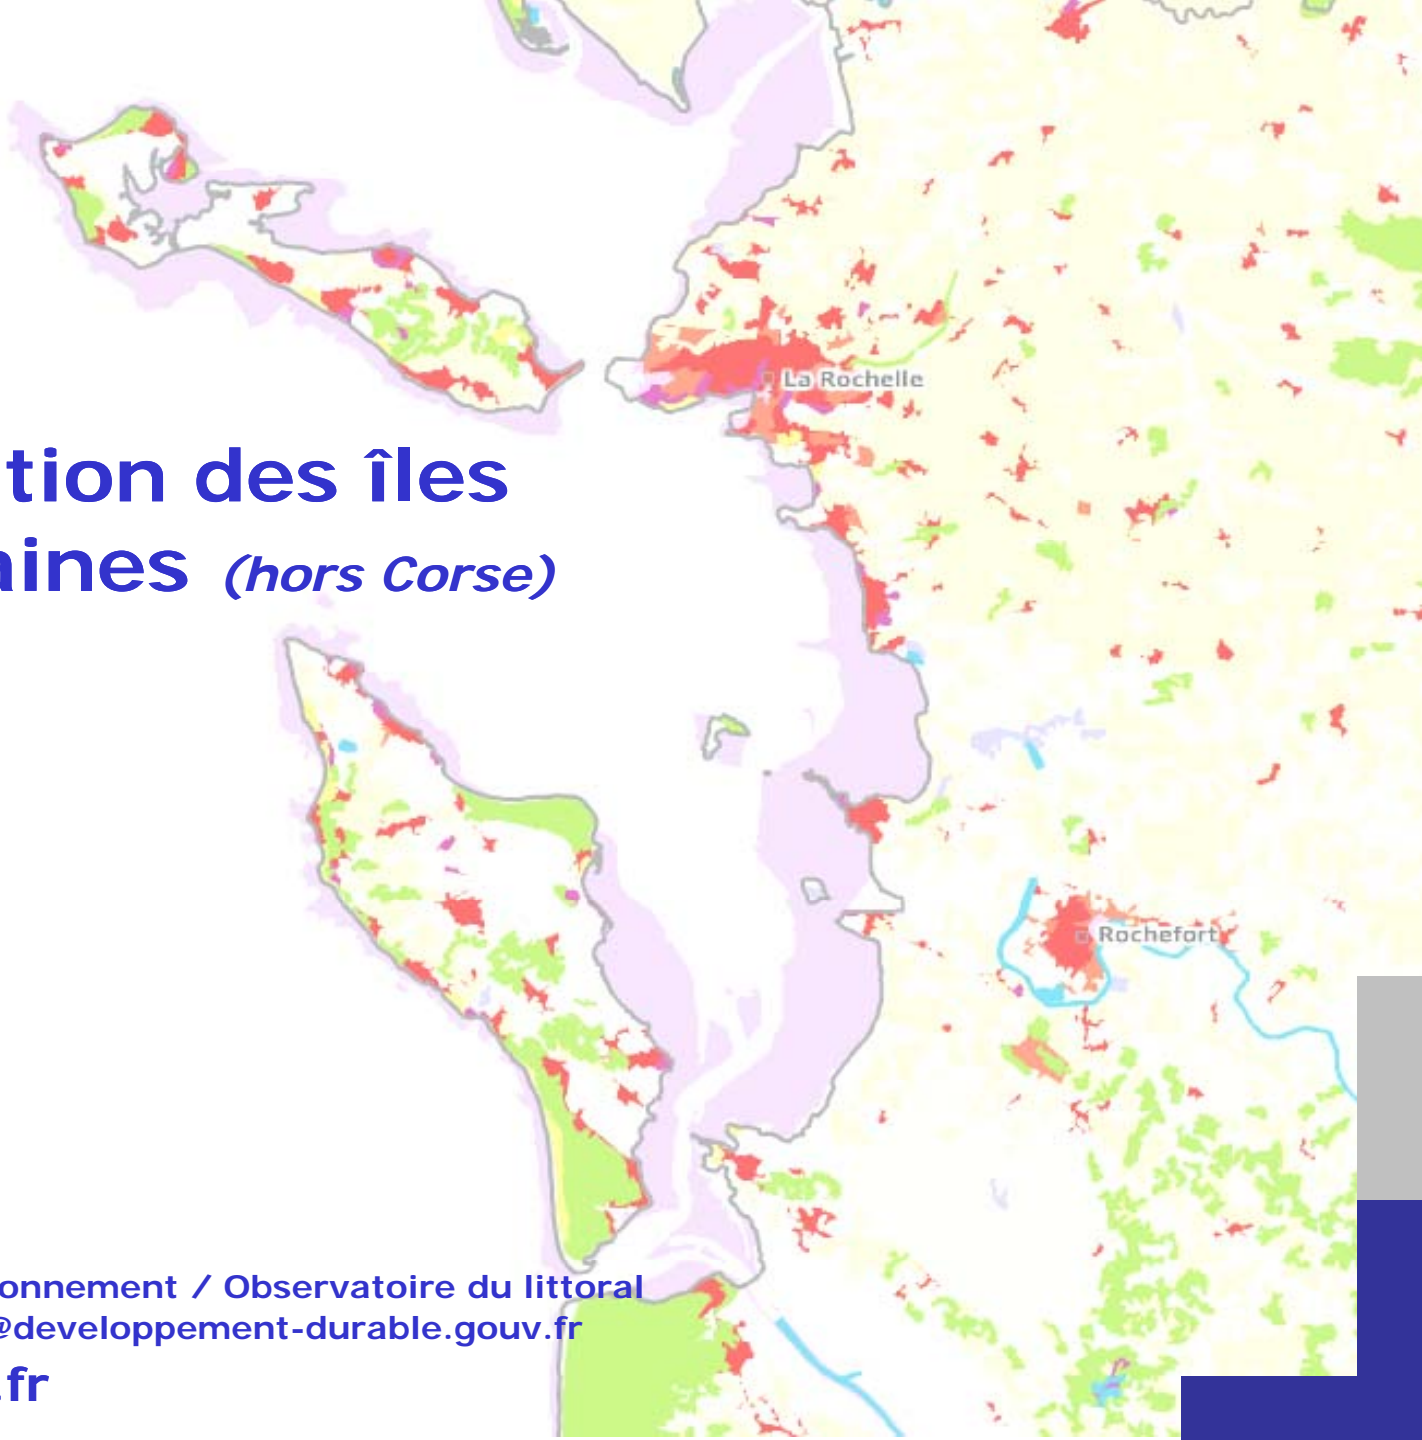 La Rochelle
tion des îles
aines (hors Corse)
Rochefort
onnement / Observatoire du littoral
@developpement-durable.gouv.fr
.fr